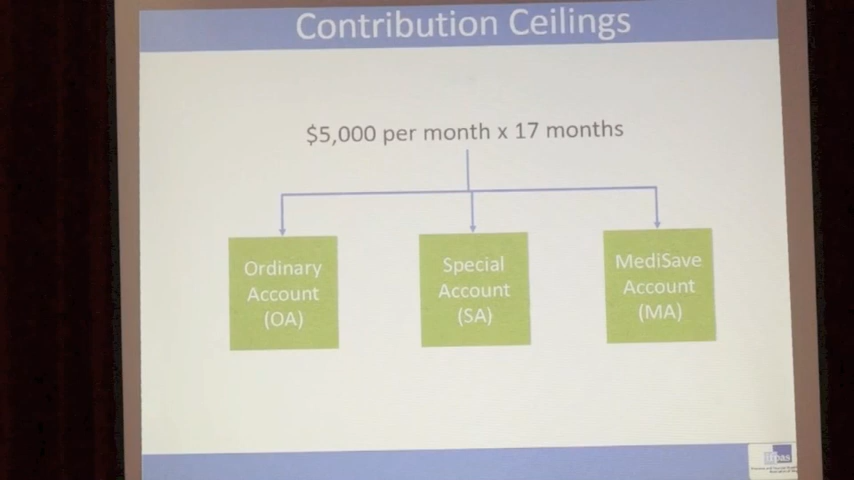 Contribution Ceilings
$5,000 per month x 17 months
Ordinary
Account
(OA)
Special
Account
(SA)
MediSave
Account
(MA)